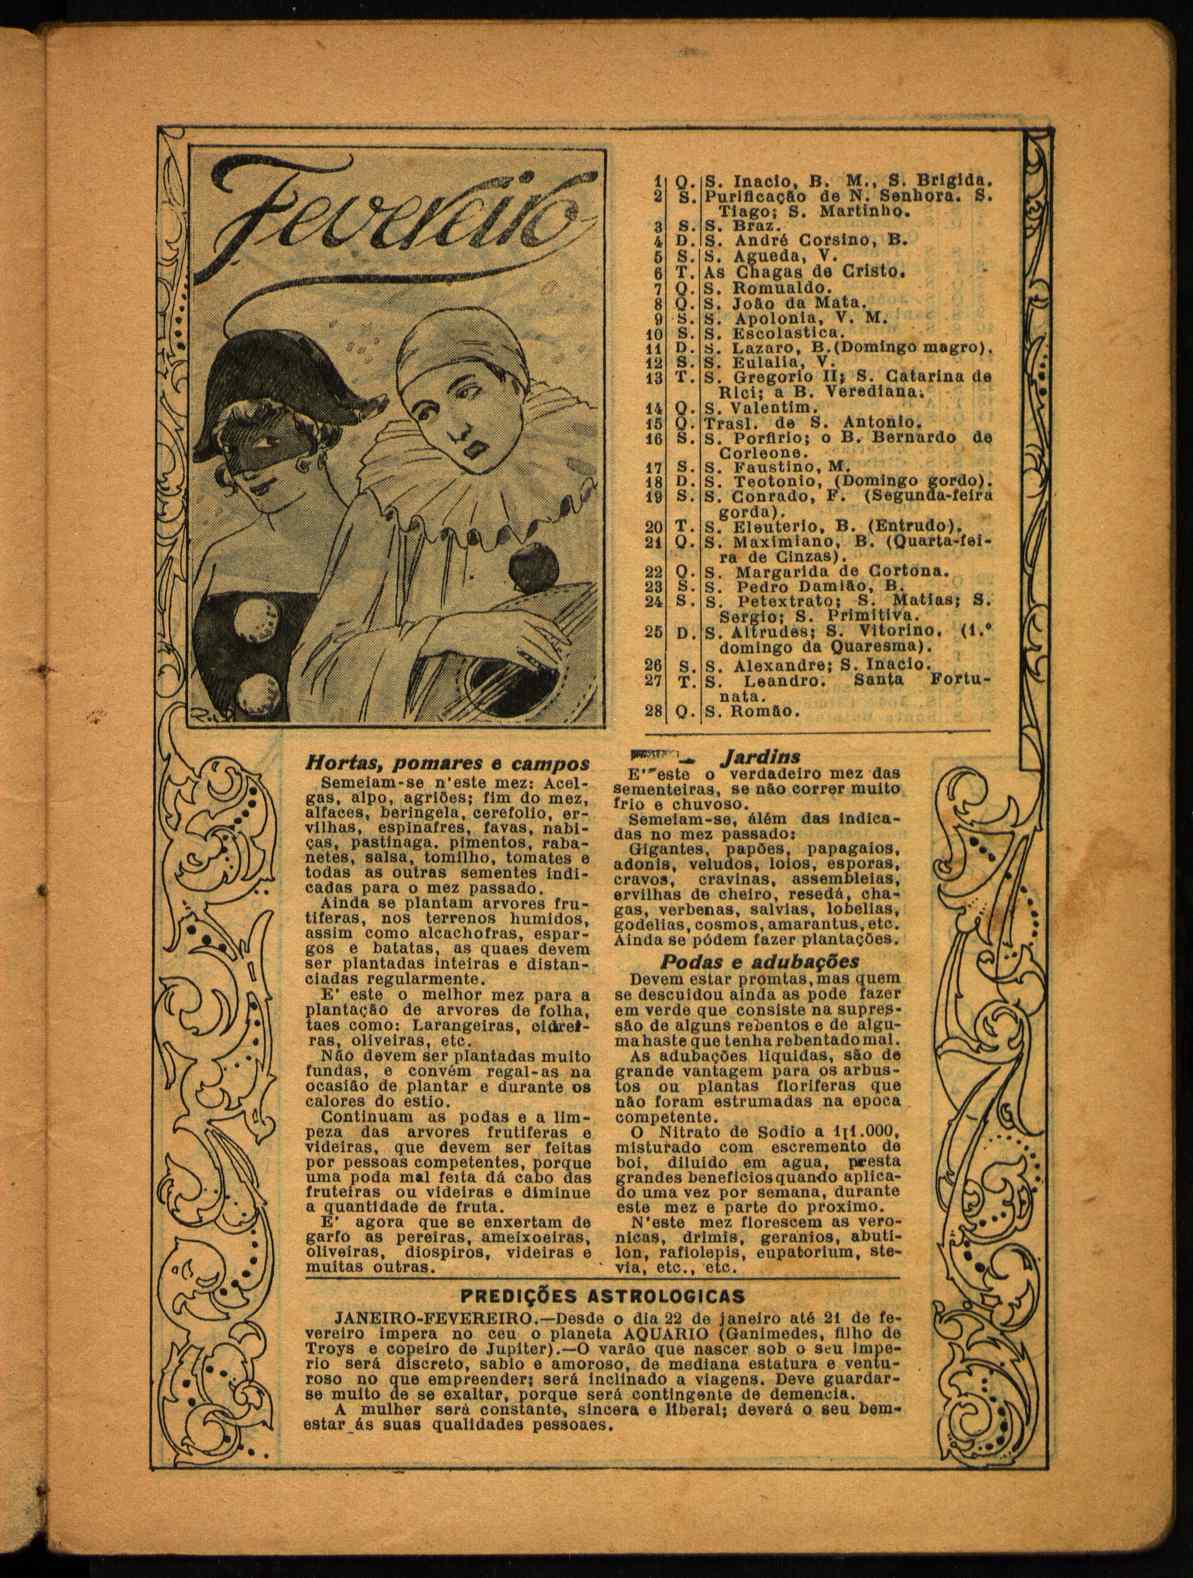 Fevereiro
1 Q. S. Inacio, B. M., S. Brigida.
2 S. Purificação de N. Senhora. S.
Tiago; S. Martinho.
3 S. S. Braz.
4 D. S. André Corsino, B.
5 S. S. Agueda, V.
6 T. As Chagas de Cristo.
7 Q. S. Romualdo.
8 Q. S. João da Mata.
9 S. S. Apolonia, V. M.
10 S. S. Escolastica.
11 D. S. Lazaro, B. (Domingo magro).
12 S. S. Eulalia, V.
13 T. S. Gregorio II; S. Catarina de
Rici; a B. Verediana.
14 Q. S. Valentim.
15 Q. Trasl. de S. Antonio.
16 S. S. Porfirio; o B. Bernardo de
Corleone.
17 S. S. Faustino, M.
18 D. S. Teotonio, (Domingo gordo).
19 S. S. Conrado, F. (Segunda-feira
gorda).
20 T. S. Eleuterio, B. (Entrudo).
21 Q. S. Maximiano, B. (Quarta-fei-
ra de Cinzas).
22 Q. S. Margarida de Cortona.
23 S. S. Pedro Damião, B.
24 S. S. Petextrato; S. Matias; S.
Sergio; S. Primitiva.
25 D. S. Altrudes; S. Vitorino. (1.º
domingo da Quaresma).
26 S. S. Alexandre; S. Inacio.
27 T. S. Leandro. Santa Fortu-
nata.
28 Q. S. Romão.
Hortas, pomares e campos
Semeiam-se n'este mez: Acel-
gas, alpo, agriões; fim do mez,
alfaces, beringela, cerefolio, er-
vilhas, espinafres, favas, nabi-
ças, pastinaga. pimentos, raba-
netes, salsa, tomilho, tomates e
todas as outras sementes indi-
cadas para o mez passado.
Ainda se plantam arvores fru-
tiferas, nos terrenos humidos,
assim como alcachofras, espar-
gos e batatas, as quaes devem
ser plantadas inteiras e distan-
ciadas regularmente.
E' este o melhor mez para a
plantação de arvores de folha,
taes como: Larangeiras, cidrei-
ras, oliveiras, etc.
Não devem ser plantadas muito
fundas, e convém regal-as na
ocasião de plantar e durante os
calores do estio.
Continuam as podas e a lim-
peza das arvores frutiferas e
videiras, que devem ser feitas
por pessoas competentes, porque
uma poda mal feita dá cabo das
fruteiras ou videiras e diminue
a quantidade de fruta.
E' agora que se enxertam de
garfo as pereiras, ameixoeiras,
oliveiras, diospiros, videiras e
muitas outras.
Jardins
E' este o verdadeiro mez das
sementeiras, se não correr muito
frio e chuvoso.
Semeiam-se, álém das indica-
das no mez passado:
Gigantes, papões, papagaios,
adonis, veludos, loios, esporas,
cravos, cravinas, assembleias,
ervilhas de cheiro, resedá, cha-
gas, verbenas, salvias, lobelias,
godelias, cosmos, amarantus, etc.
Ainda se pódem fazer plantações.
Podas e adubações
Devem estar promtas, mas quem
se descuidou ainda as pode fazer
em verde que consiste na supres-
são de alguns rebentos e de algu-
ma haste que tenha rebentado mal.
As adubações liquidas, são de
grande vantagem para os arbus-
tos ou plantas floriferas que
não foram estrumadas na epoca
competente.
O Nitrato de Sodio a 1|1.000,
misturado com escremento de
boi, diluido em agua, presta
grandes beneficios quando aplica-
do uma vez por semana, durante
este mez e parte do proximo.
N'este mez florescem as vero-
nicas, drimis, geranios, abuti-
lon, rafiolepis, eupatorium, ste-
via, etc., etc.
PREDIÇÕES ASTROLOGICAS
JANEIRO-FEVEREIRO.—Desde o dia 22 de janeiro até 21 de fe-
vereiro impera no ceu o planeta AQUARIO (Ganimedes, filho de
Troys e copeiro de Jupiter).—O varão que nascer sob o seu impe-
rio será discreto, sabio e amoroso, de mediana estatura e ventu-
roso no que empreender; será inclinado a viagens. Deve guardar-
se muito de se exaltar, porque será contingente de demencia.
A mulher será constante, sincera e liberal; deverá o seu bem-
estar ás suas qualidades pessoaes.